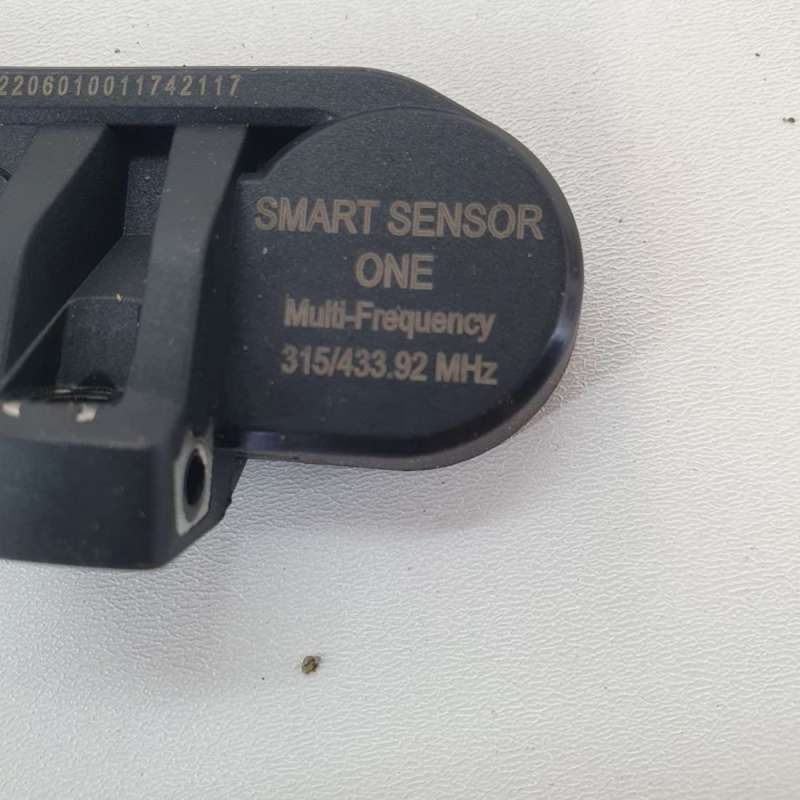 2206010011742117
SMART SENSOR
ONE
Multi-Frequency
315/433.92 MHz